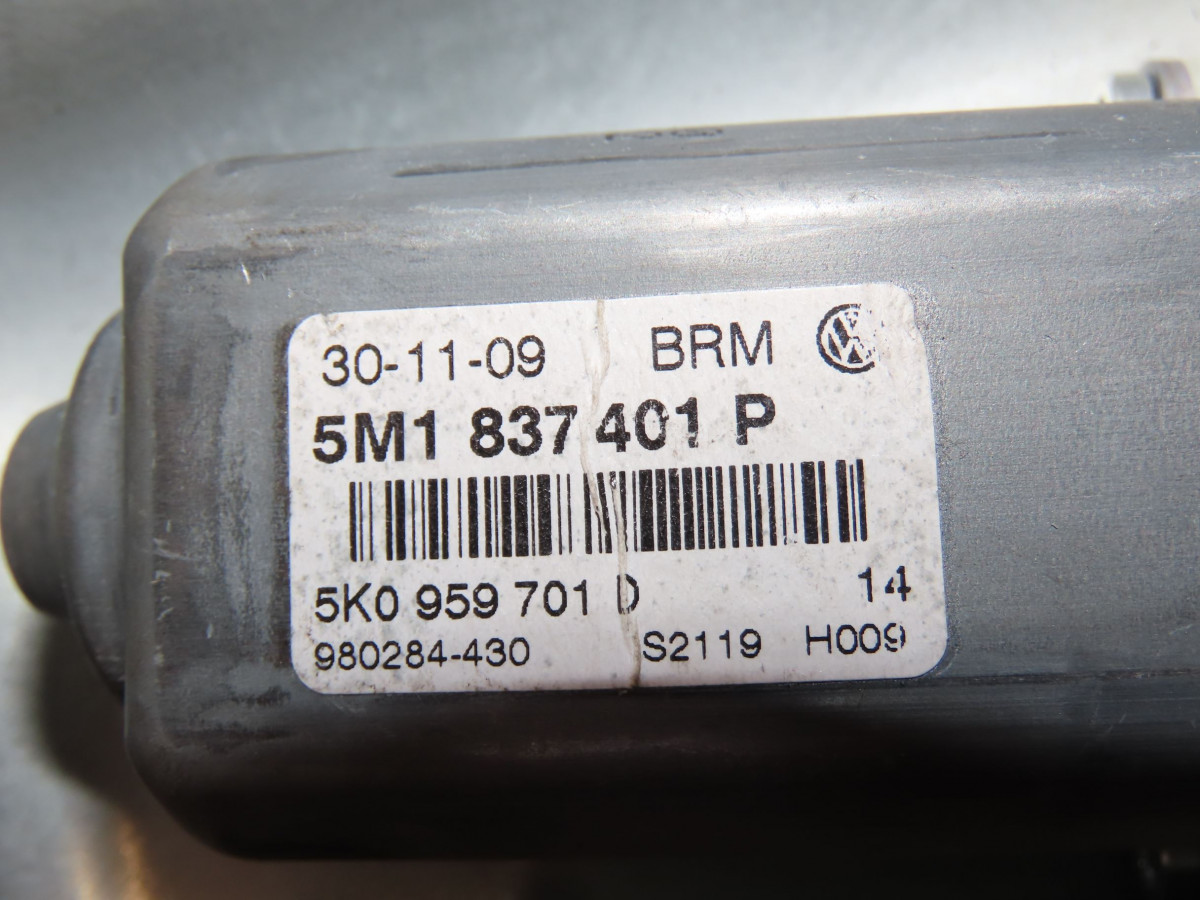 30-11-09 BRM
5M1 837 401 P
5K0 959 701 D 14
980284-430 S2119 H009